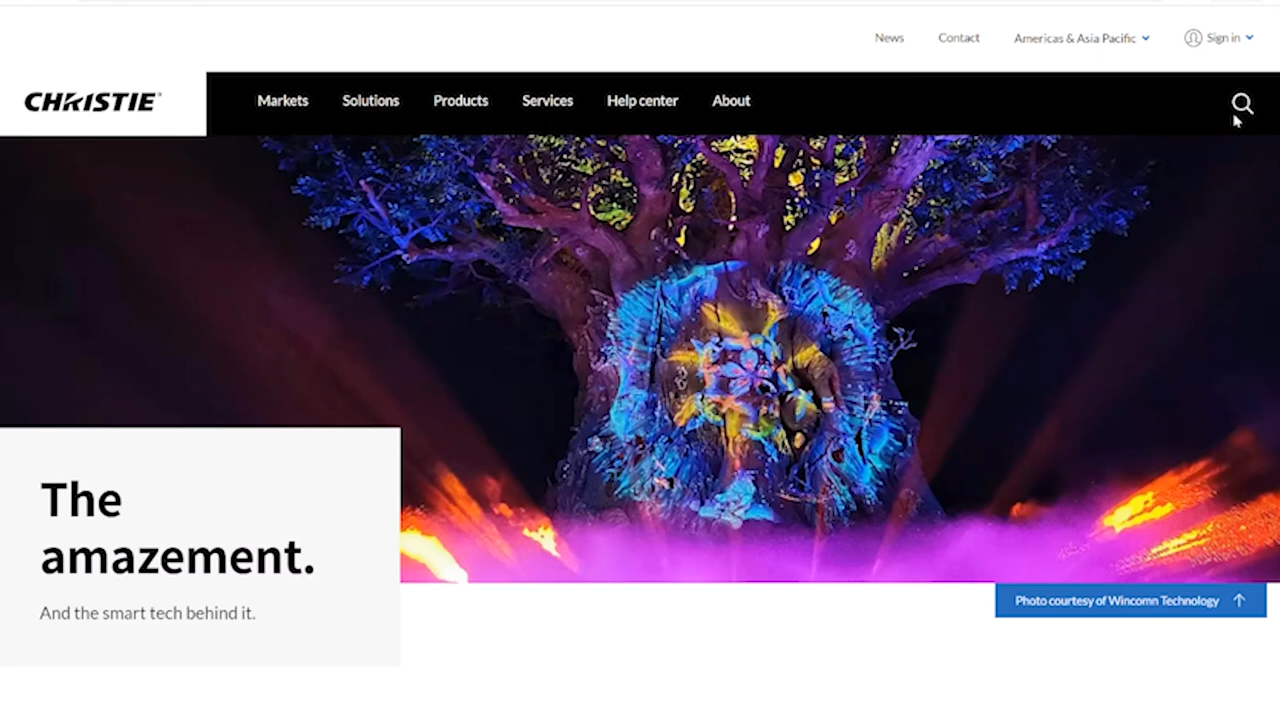 News Contact Americas & Asia Pacific Sign in
CHRISTIE®
Markets Solutions Products Services Help center About
The
amazement.
And the smart tech behind it.
Photo courtesy of Wincomn Technology